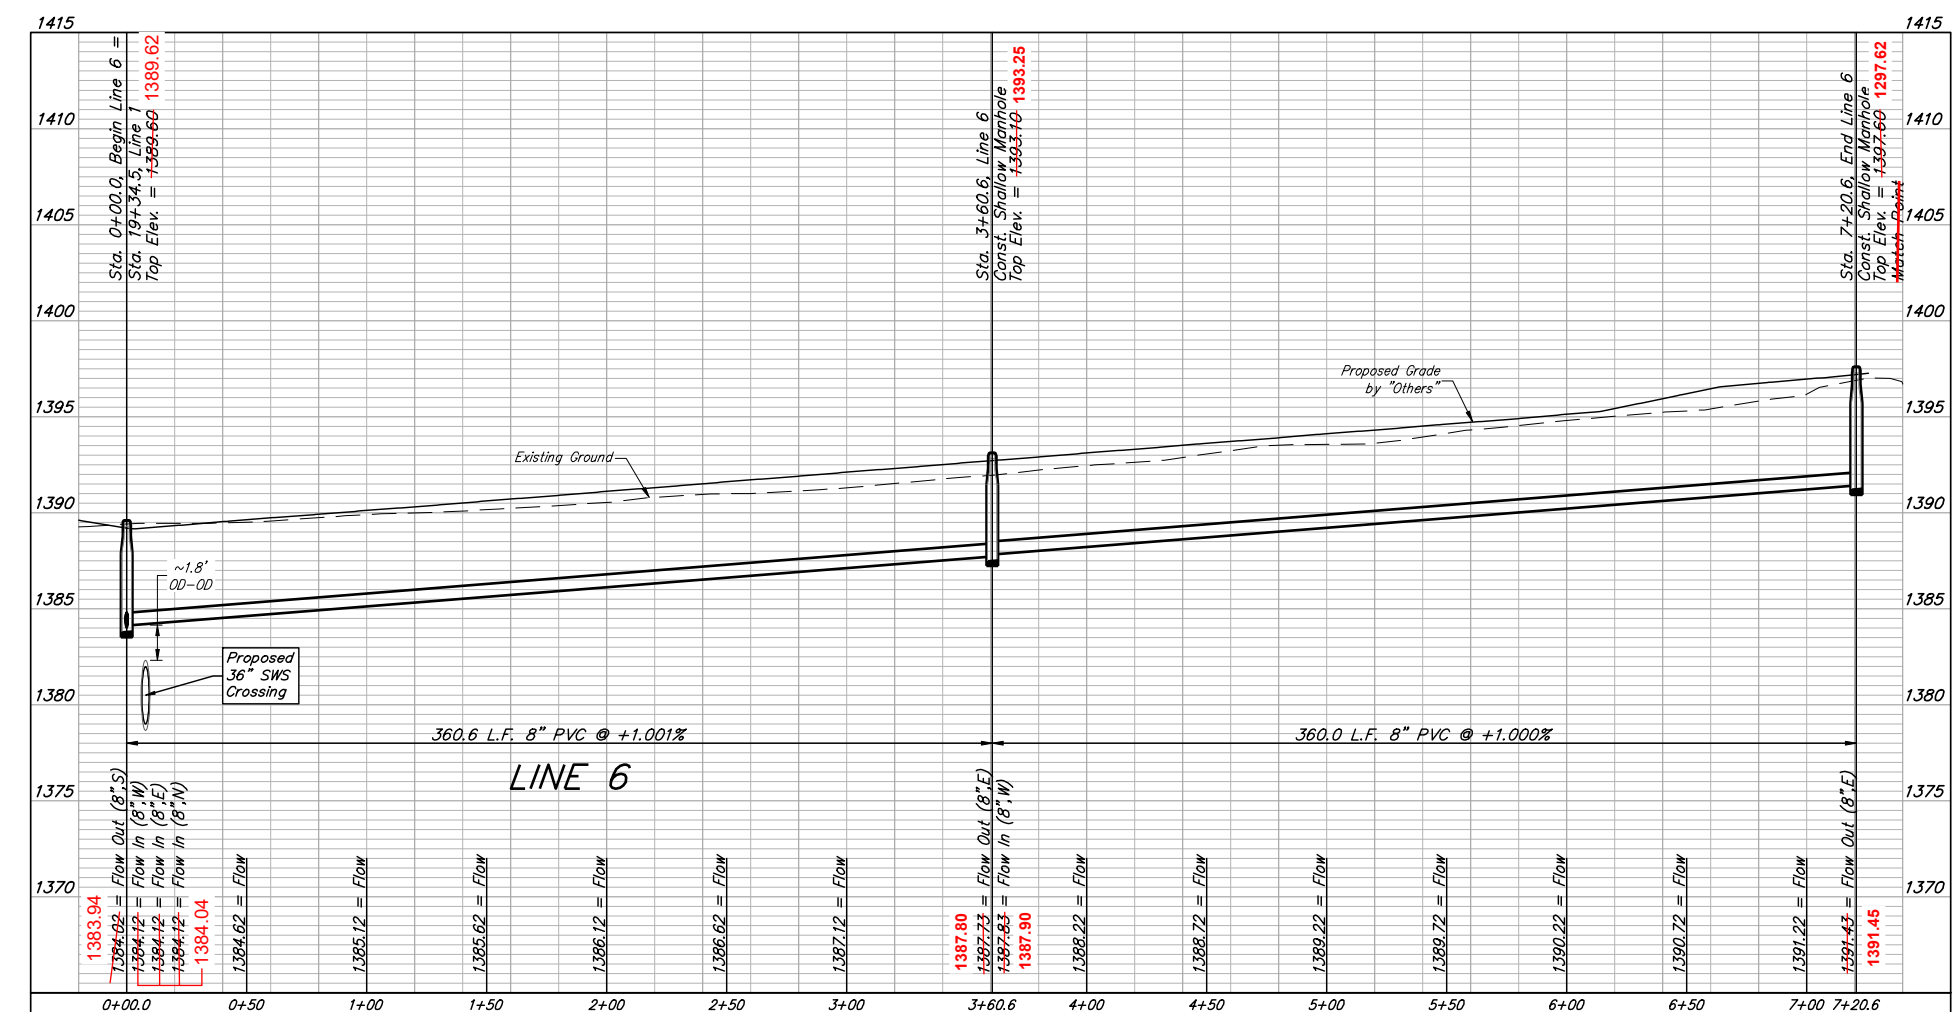 1415
1415
1410
1410
1405
1405
1400
1400
1395
1395
1390
1390
1385
1385
1380
1380
1375
1375
1370
1370
Sta. 0+00.0, Begin Line 6 =
Sta. 19+34.5, Line 1
Top Elev. = 1389.60 1389.62
Sta. 3+60.6, Line 6
Const. Shallow Manhole
Top Elev. = 1393.10 1393.25
Sta. 7+20.6, End Line 6
Const. Shallow Manhole
Top Elev. = 1397.60 1297.62
Match Point
Proposed Grade
by "Others"
Existing Ground
~1.8'
OD-OD
Proposed
36" SWS
Crossing
360.6 L.F. 8" PVC @ +1.001%
360.0 L.F. 8" PVC @ +1.000%
LINE 6
1383.94
1384.02 = Flow Out (8",S)
1384.12 = Flow In (8",W)
1384.12 = Flow In (8",E)
1384.12 = Flow In (8",N)
1384.04
1384.62 = Flow
1385.12 = Flow
1385.62 = Flow
1386.12 = Flow
1386.62 = Flow
1387.12 = Flow
1387.80
1387.73 = Flow Out (8",E)
1387.83 = Flow In (8",W)
1387.90
1388.22 = Flow
1388.72 = Flow
1389.22 = Flow
1389.72 = Flow
1390.22 = Flow
1390.72 = Flow
1391.22 = Flow
1391.43 = Flow Out (8",E)
1391.45
0+00.0
0+50
1+00
1+50
2+00
2+50
3+00
3+60.6
4+00
4+50
5+00
5+50
6+00
6+50
7+00
7+20.6